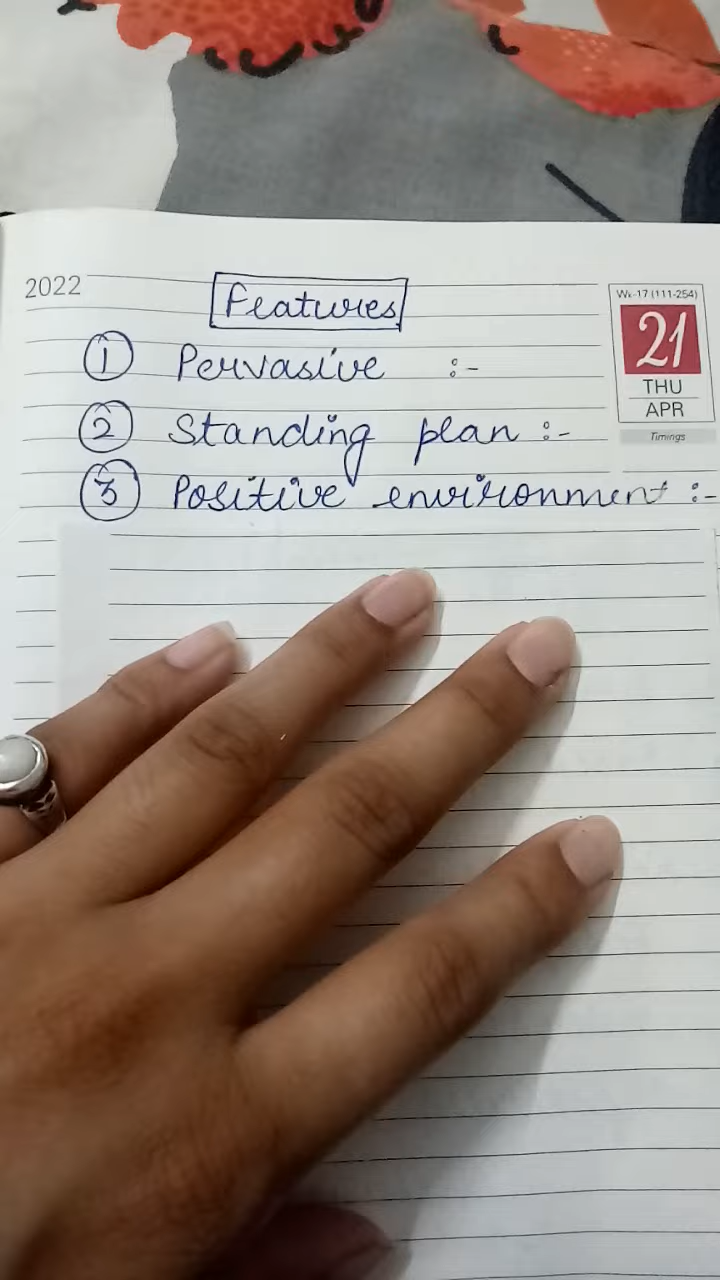 2022
Features
Wk-17 (111-254)
21
THU
APR
Timings
① Pervasive :-
② Standing plan :-
③ Positive environment :-